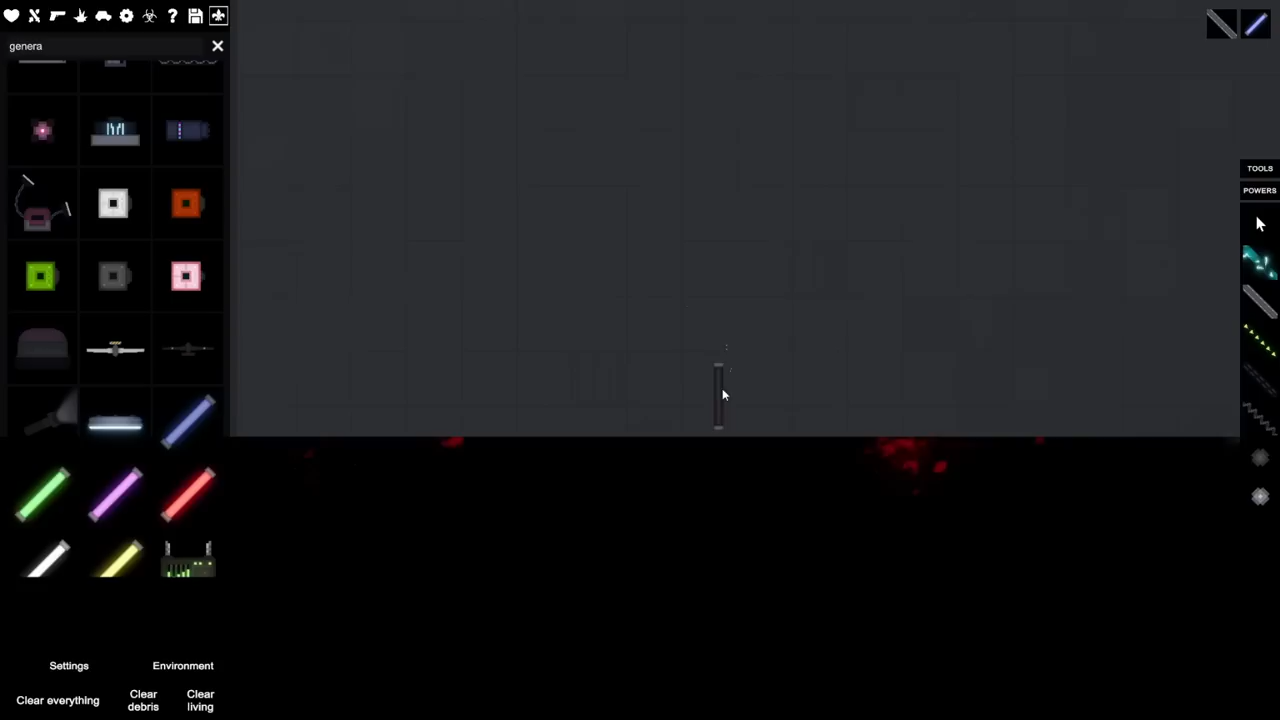 genera
TOOLS
POWERS
Settings
Environment
Clear everything
Clear
debris
Clear
living